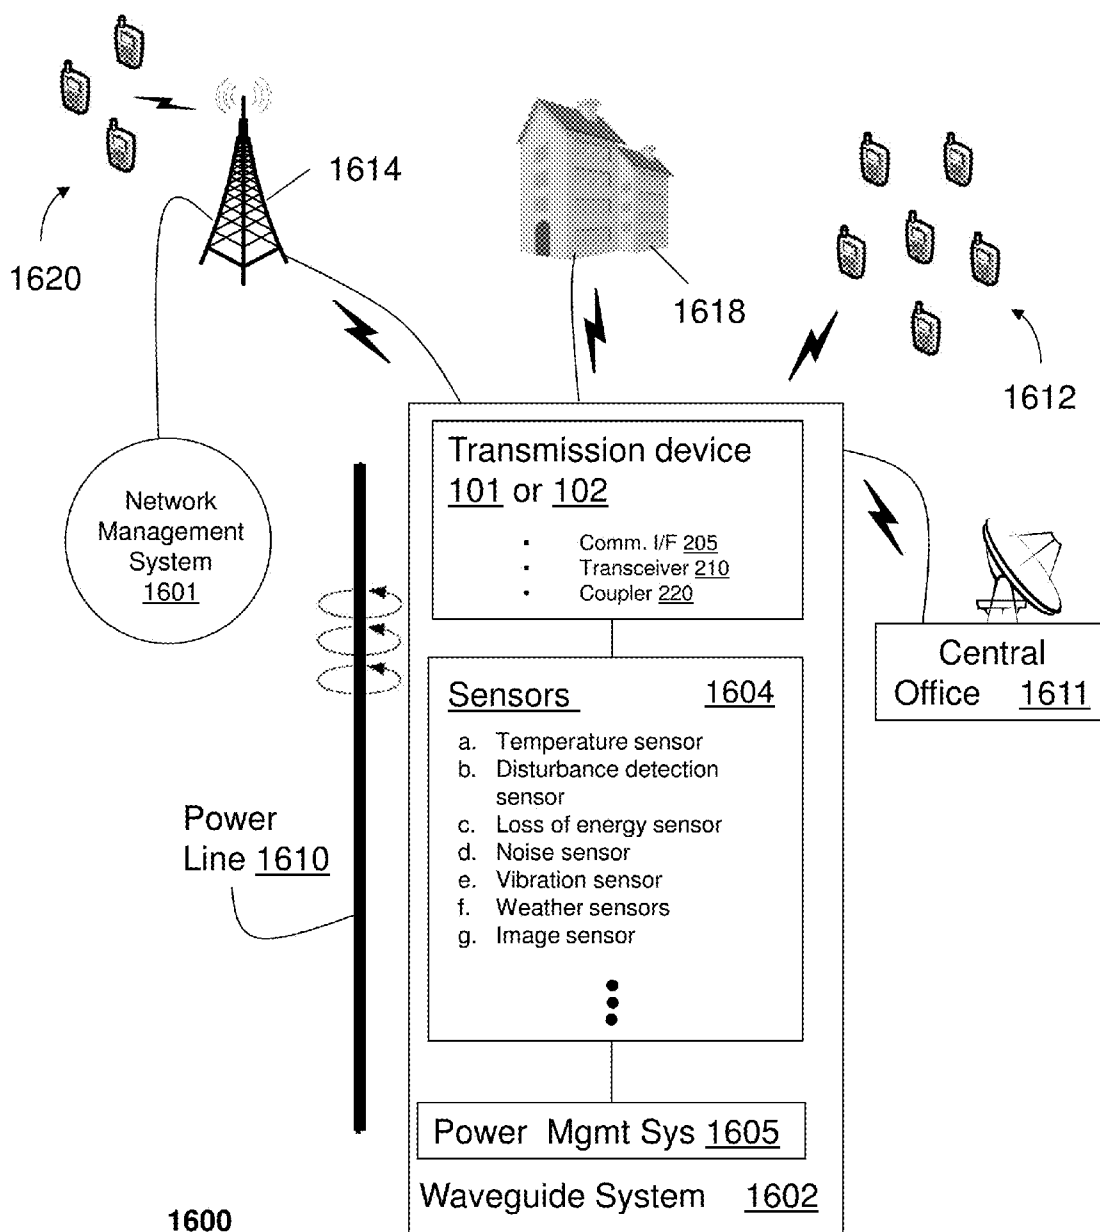 1614
1620
1618
1612
Transmission device
101 or 102
▪ Comm. I/F 205
▪ Transceiver 210
• Coupler 220
Network
Management
System
1601
Central
Office 1611
Sensors 1604
a. Temperature sensor
b. Disturbance detection
sensor
c. Loss of energy sensor
d. Noise sensor
e. Vibration sensor
f. Weather sensors
g. Image sensor
Power
Line 1610
Power Mgmt Sys 1605
Waveguide System 1602
1600